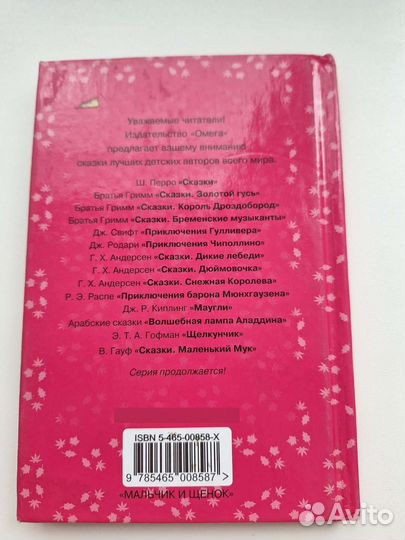 Уважаемые читатели!
Издательство «Омега»
предлагает вашему вниманию
сказки лучших детских авторов всего мира.
Ш. Перро «Сказки»
Братья Гримм «Сказки. Золотой гусь»
Братья Гримм «Сказки. Король Дроздобород»
Братья Гримм «Сказки. Бременские музыканты»
Дж. Свифт «Приключения Гулливера»
Дж. Родари «Приключения Чиполлино»
Г. Х. Андерсен «Сказки. Дикие лебеди»
Г. Х. Андерсен «Сказки. Дюймовочка»
Г. Х. Андерсен «Сказки. Снежная Королева»
Р. Э. Распе «Приключения барона Мюнхгаузена»
Дж. Р. Киплинг «Маугли»
Арабские сказки «Волшебная лампа Аладдина»
Э. Т. А. Гофман «Щелкунчик»
В. Гауф «Сказки. Маленький Мук»
Серия продолжается!
ISBN 5-465-00858-X
9 785465 008587 >
«МАЛЬЧИК И ЩЕНОК»
Avito